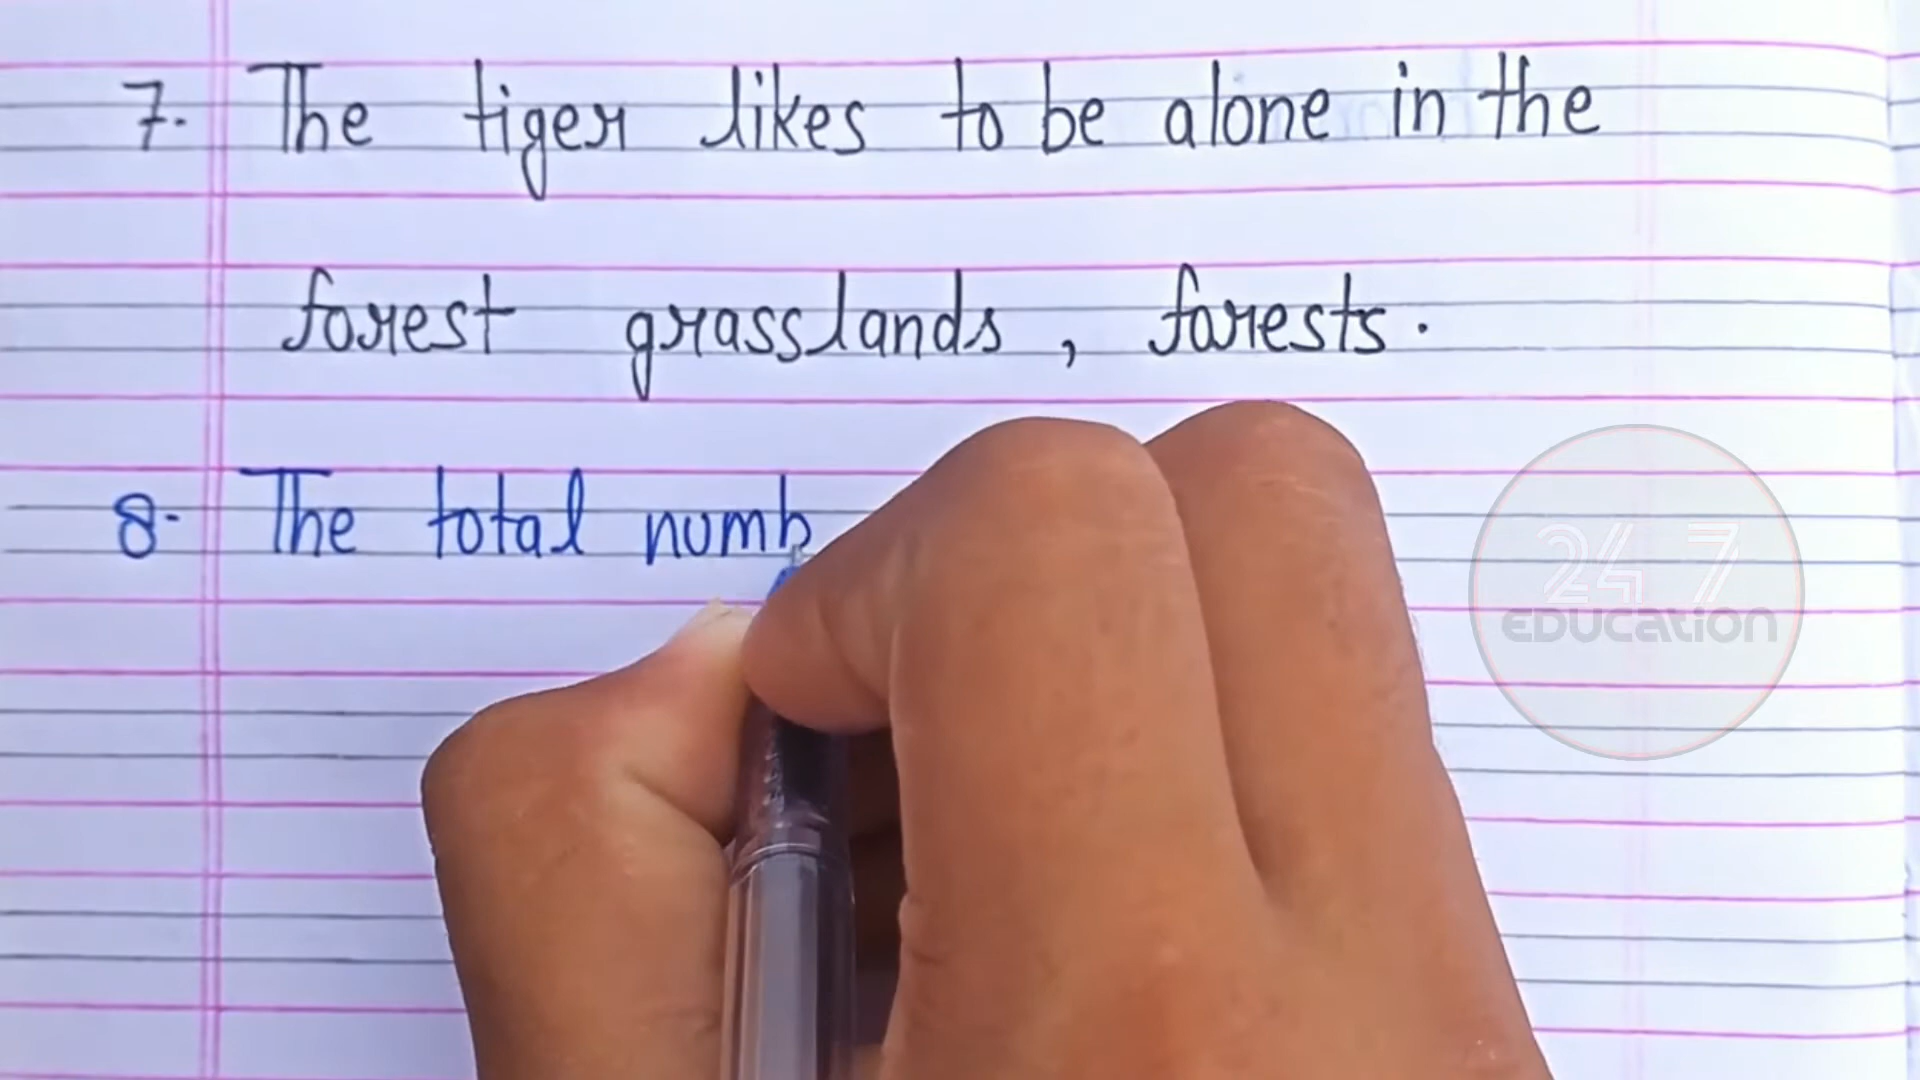 7. The tiger likes to be alone in the
forest grasslands, forests.
8. The total numb
24 7
EDUCATION